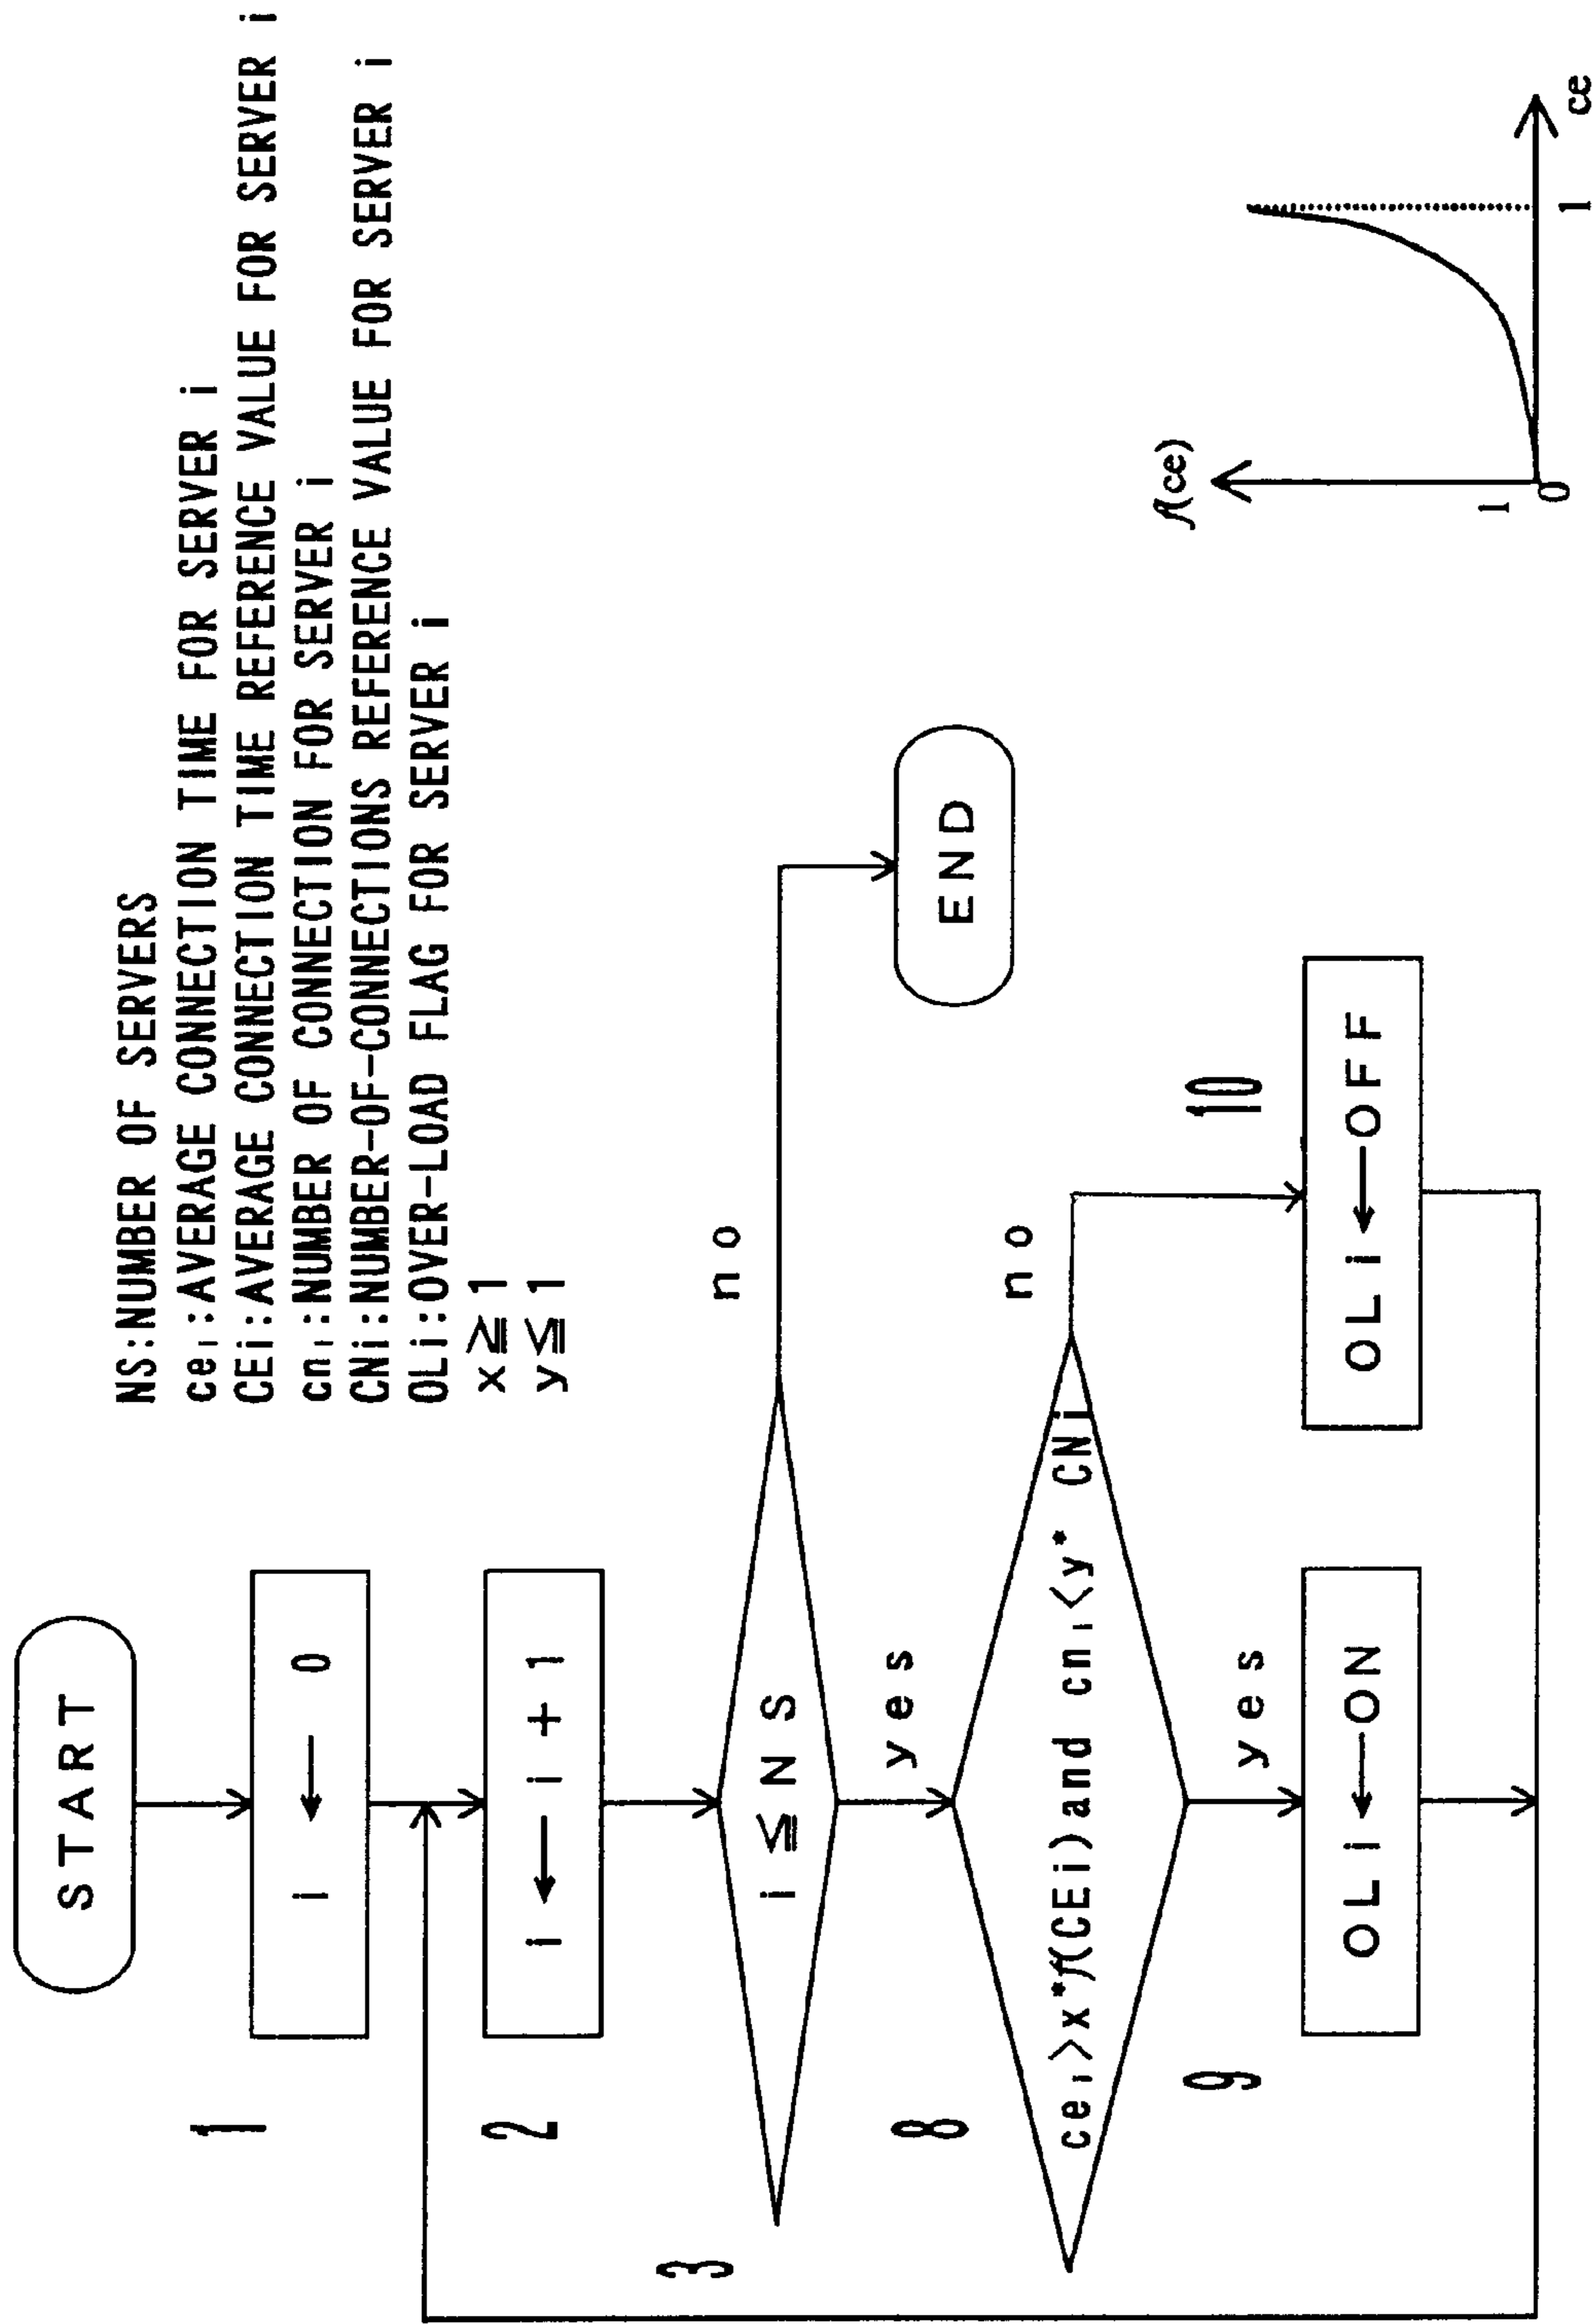 NS:NUMBER OF SERVERS
ceᵢ:AVERAGE CONNECTION TIME FOR SERVER i
CEi:AVERAGE CONNECTION TIME REFERENCE VALUE FOR SERVER i
cnᵢ:NUMBER OF CONNECTION FOR SERVER i
CNi:NUMBER-OF-CONNECTIONS REFERENCE VALUE FOR SERVER i
OLi:OVER-LOAD FLAG FOR SERVER i
x≧1
y≦1
START
1
i ← 0
2
i ← i+1
3
i ≦ NS
no
yes
END
8
ceᵢ>x*f(CEi)and cnᵢ<y* CNi
no
yes
9
OLi←ON
10
OLi←OFF
f(ce)
1
0
1
ce